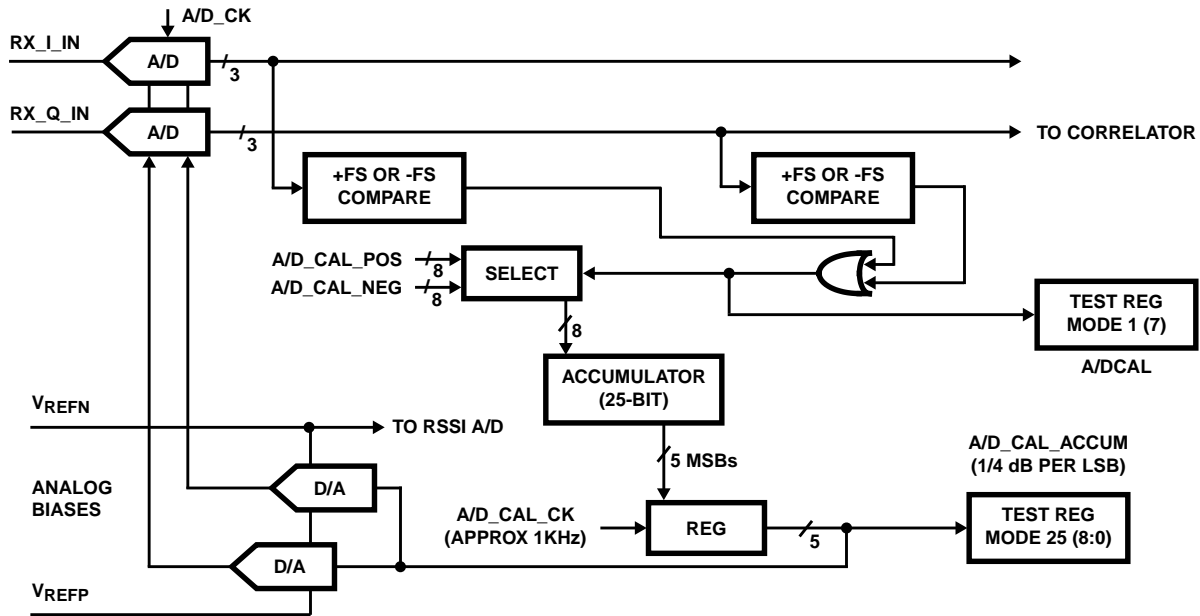 A/D_CK
RX_I_IN
A/D
3
RX_Q_IN
A/D
3
TO CORRELATOR
+FS OR -FS
COMPARE
+FS OR -FS
COMPARE
A/D_CAL_POS
8
A/D_CAL_NEG
8
SELECT
8
TEST REG
MODE 1 (7)
A/DCAL
ACCUMULATOR
(25-BIT)
VREFN
TO RSSI A/D
5 MSBs
A/D_CAL_ACCUM
(1/4 dB PER LSB)
ANALOG
BIASES
D/A
A/D_CAL_CK
(APPROX 1KHz)
REG
5
TEST REG
MODE 25 (8:0)
D/A
VREFP